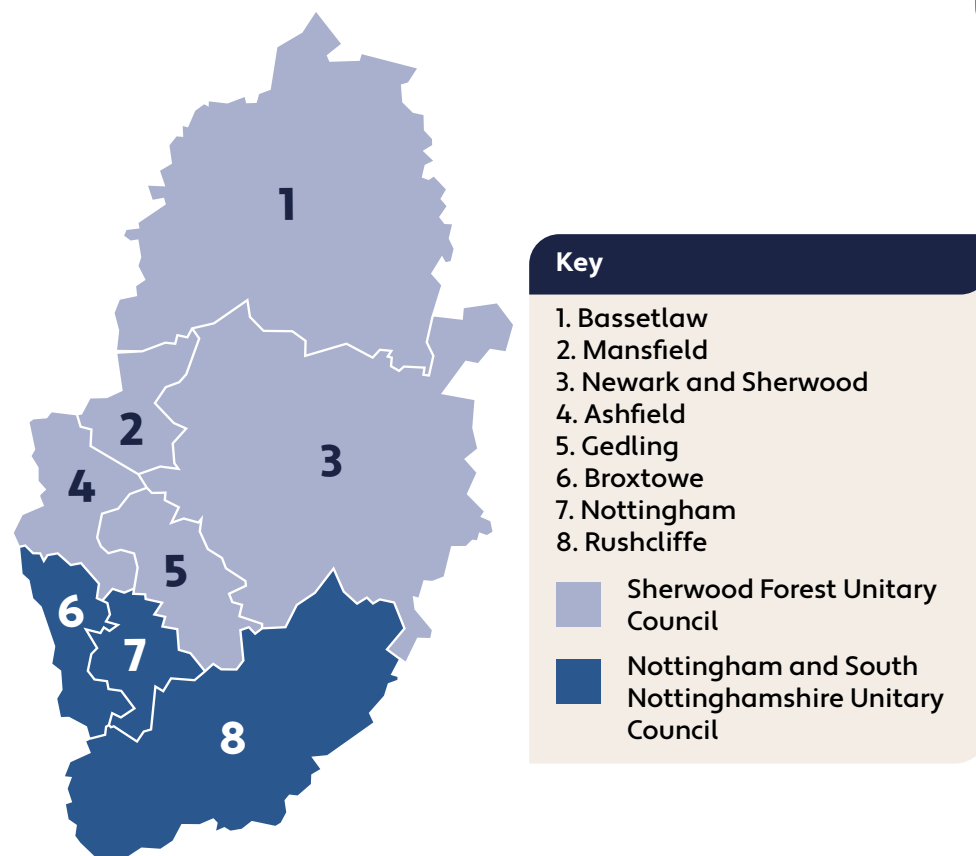 1
2
3
4
5
6
7
8
Key
1. Bassetlaw
2. Mansfield
3. Newark and Sherwood
4. Ashfield
5. Gedling
6. Broxtowe
7. Nottingham
8. Rushcliffe
Sherwood Forest Unitary
Council
Nottingham and South
Nottinghamshire Unitary
Council